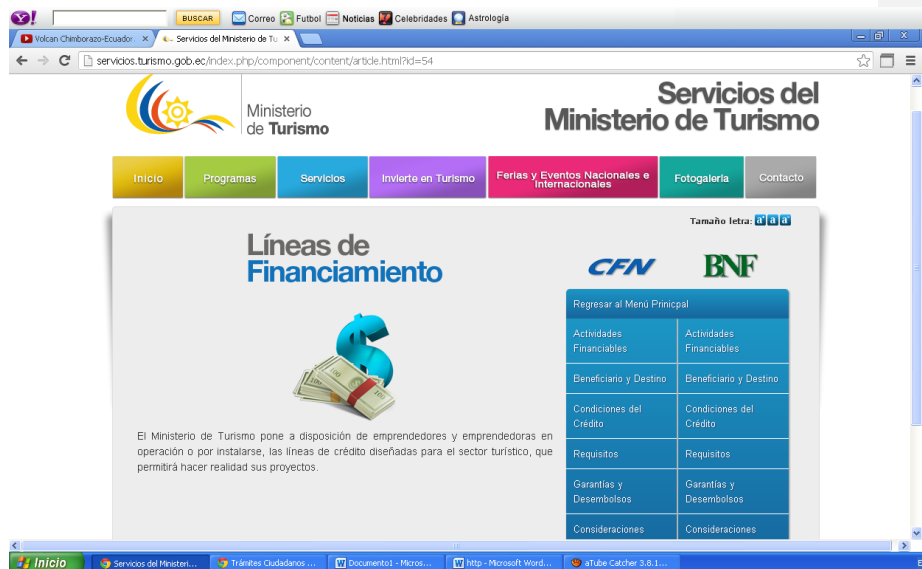 BUSCAR Correo Futbol Noticias Celebridades Astrología
Volcan Chimborazo-Ecuador. Servicios del Ministerio de Tu
servicios.turismo.gob.ec/index.php/component/content/article.html?id=54
Ministerio
de Turismo
Servicios del
Ministerio de Turismo
Inicio
Programas
Servicios
Invierte en Turismo
Ferias y Eventos Nacionales e
Internacionales
Fotogaleria
Contacto
Tamaño letra:
Líneas de
Financiamiento
CFN BNF
Regresar al Menú Prinicpal
Actividades
Financiables
Actividades
Financiables
Beneficiario y Destino
Beneficiario y Destino
Condiciones del
Crédito
Condiciones del
Crédito
Requisitos
Requisitos
Garantías y
Desembolsos
Garantías y
Desembolsos
Consideraciones
Consideraciones
El Ministerio de Turismo pone a disposición de emprendedores y emprendedoras en
operación o por instalarse, las líneas de crédito diseñadas para el sector turístico, que
permitirá hacer realidad sus proyectos.
Inicio
Servicios del Ministeri...
Trámites Ciudadanos ...
Documento1 - Micros...
http - Microsoft Word...
aTube Catcher 3.8.1...